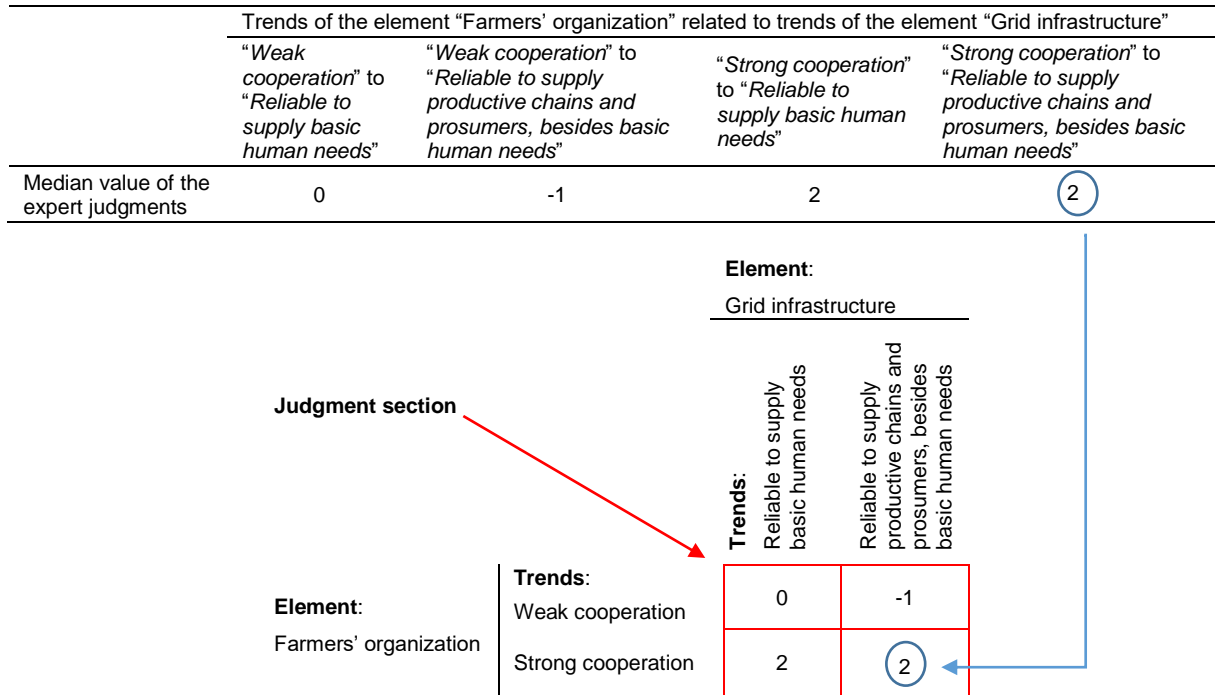 Trends of the element “Farmers’ organization” related to trends of the element “Grid infrastructure”
“Weak
cooperation” to
“Reliable to
supply basic
human needs”
“Weak cooperation” to
“Reliable to supply
productive chains and
prosumers, besides basic
human needs”
“Strong cooperation”
to “Reliable to
supply basic human
needs”
“Strong cooperation” to
“Reliable to supply
productive chains and
prosumers, besides basic
human needs”
Median value of the
expert judgments
0
-1
2
2
Element:
Grid infrastructure
Judgment section
Trends:
Reliable to supply
basic human needs
Reliable to supply
productive chains and
prosumers, besides
basic human needs
Element:
Farmers’ organization
Trends:
Weak cooperation
0
-1
Strong cooperation
2
2